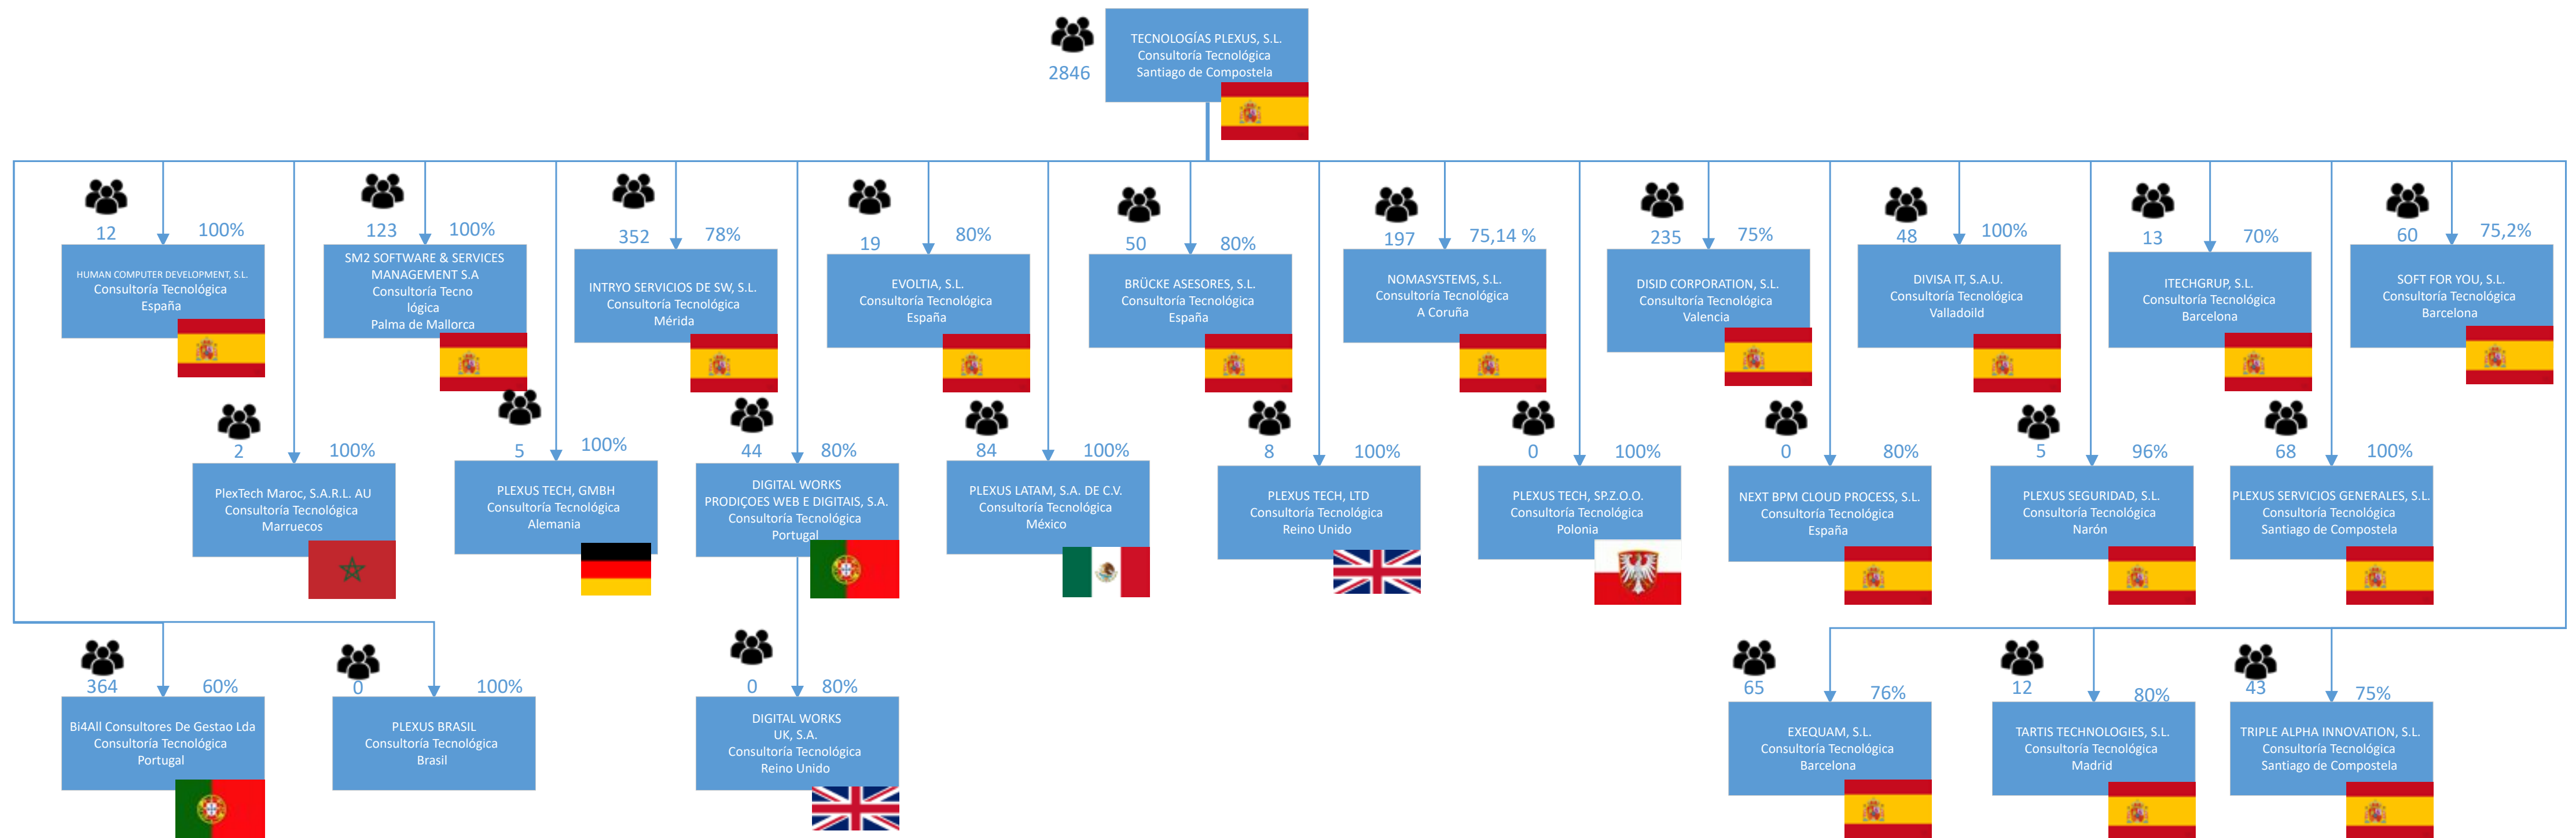 TECNOLOGÍAS PLEXUS, S.L.
Consultoría Tecnológica
Santiago de Compostela
2846
12
100%
HUMAN COMPUTER DEVELOPMENT, S.L.
Consultoría Tecnológica
España
123
100%
SM2 SOFTWARE & SERVICES
MANAGEMENT S.A
Consultoría Tecno
lógica
Palma de Mallorca
352
78%
INTRYO SERVICIOS DE SW, S.L.
Consultoría Tecnológica
Mérida
19
80%
EVOLTIA, S.L.
Consultoría Tecnológica
España
50
80%
BRÜCKE ASESORES, S.L.
Consultoría Tecnológica
España
197
75,14 %
NOMASYSTEMS, S.L.
Consultoría Tecnológica
A Coruña
235
75%
DISID CORPORATION, S.L.
Consultoría Tecnológica
Valencia
48
100%
DIVISA IT, S.A.U.
Consultoría Tecnológica
Valladoild
13
70%
ITECHGRUP, S.L.
Consultoría Tecnológica
Barcelona
60
75,2%
SOFT FOR YOU, S.L.
Consultoría Tecnológica
Barcelona
2
100%
PlexTech Maroc, S.A.R.L. AU
Consultoría Tecnológica
Marruecos
5
100%
PLEXUS TECH, GMBH
Consultoría Tecnológica
Alemania
44
80%
DIGITAL WORKS
PRODIÇOES WEB E DIGITAIS, S.A.
Consultoría Tecnológica
Portugal
84
100%
PLEXUS LATAM, S.A. DE C.V.
Consultoría Tecnológica
México
8
100%
PLEXUS TECH, LTD
Consultoría Tecnológica
Reino Unido
0
100%
PLEXUS TECH, SP.Z.O.O.
Consultoría Tecnológica
Polonia
0
80%
NEXT BPM CLOUD PROCESS, S.L.
Consultoría Tecnológica
España
5
96%
PLEXUS SEGURIDAD, S.L.
Consultoría Tecnológica
Narón
68
100%
PLEXUS SERVICIOS GENERALES, S.L.
Consultoría Tecnológica
Santiago de Compostela
364
60%
Bi4All Consultores De Gestao Lda
Consultoría Tecnológica
Portugal
0
100%
PLEXUS BRASIL
Consultoría Tecnológica
Brasil
0
80%
DIGITAL WORKS
UK, S.A.
Consultoría Tecnológica
Reino Unido
65
76%
EXEQUAM, S.L.
Consultoría Tecnológica
Barcelona
12
80%
TARTIS TECHNOLOGIES, S.L.
Consultoría Tecnológica
Madrid
43
75%
TRIPLE ALPHA INNOVATION, S.L.
Consultoría Tecnológica
Santiago de Compostela